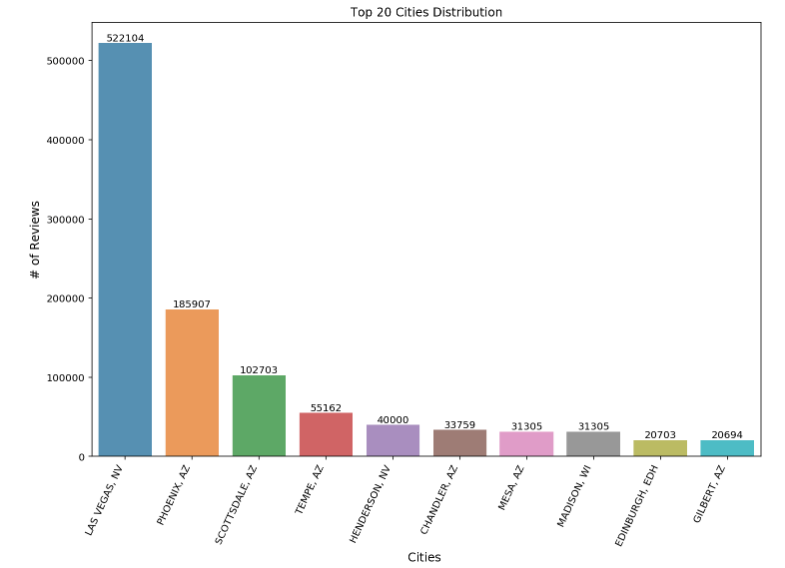 Top 20 Cities Distribution
# of Reviews
500000
400000
300000
200000
100000
0
522104
185907
102703
55162
40000
33759
31305
31305
20703
20694
LAS VEGAS, NV
PHOENIX, AZ
SCOTTSDALE, AZ
TEMPE, AZ
HENDERSON, NV
CHANDLER, AZ
MESA, AZ
MADISON, WI
EDINBURGH, EDH
GILBERT, AZ
Cities